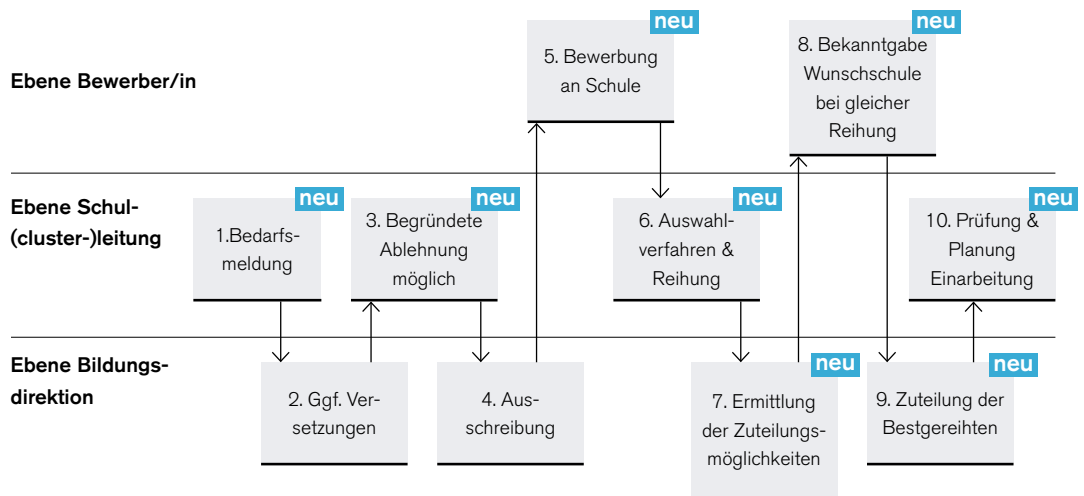 Ebene Bewerber/in
neu
5. Bewerbung
an Schule
neu
8. Bekanntgabe
Wunschschule
bei gleicher
Reihung
Ebene Schul-
(cluster-)leitung
neu
1.Bedarfs-
meldung
neu
3. Begründete
Ablehnung
möglich
neu
6. Auswahl-
verfahren &
Reihung
neu
10. Prüfung &
Planung
Einarbeitung
Ebene Bildungs-
direktion
2. Ggf. Ver-
setzungen
4. Aus-
schreibung
neu
7. Ermittlung
der Zuteilungs-
möglichkeiten
neu
9. Zuteilung der
Bestgereihten